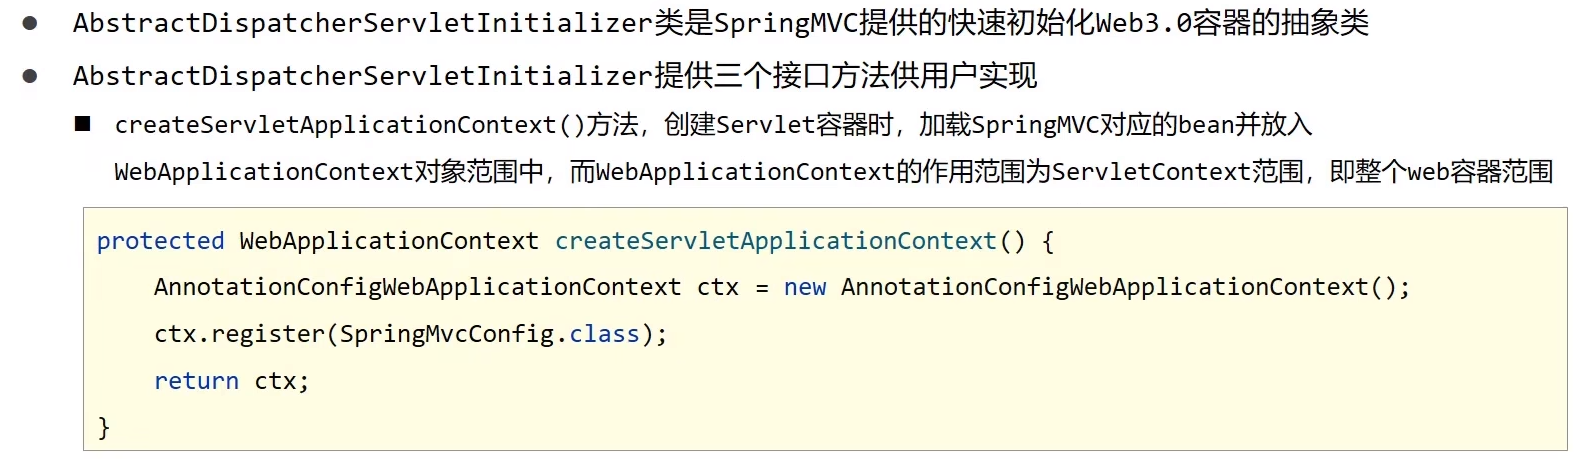 ● AbstractDispatcherServletInitializer类是SpringMVC提供的快速初始化Web3.0容器的抽象类
● AbstractDispatcherServletInitializer提供三个接口方法供用户实现
■ createServletApplicationContext()方法，创建Servlet容器时，加载SpringMVC对应的bean并放入
WebApplicationContext对象范围中，而WebApplicationContext的作用范围为ServletContext范围，即整个web容器范围
protected WebApplicationContext createServletApplicationContext() {
    AnnotationConfigWebApplicationContext ctx = new AnnotationConfigWebApplicationContext();
    ctx.register(SpringMvcConfig.class);
    return ctx;
}